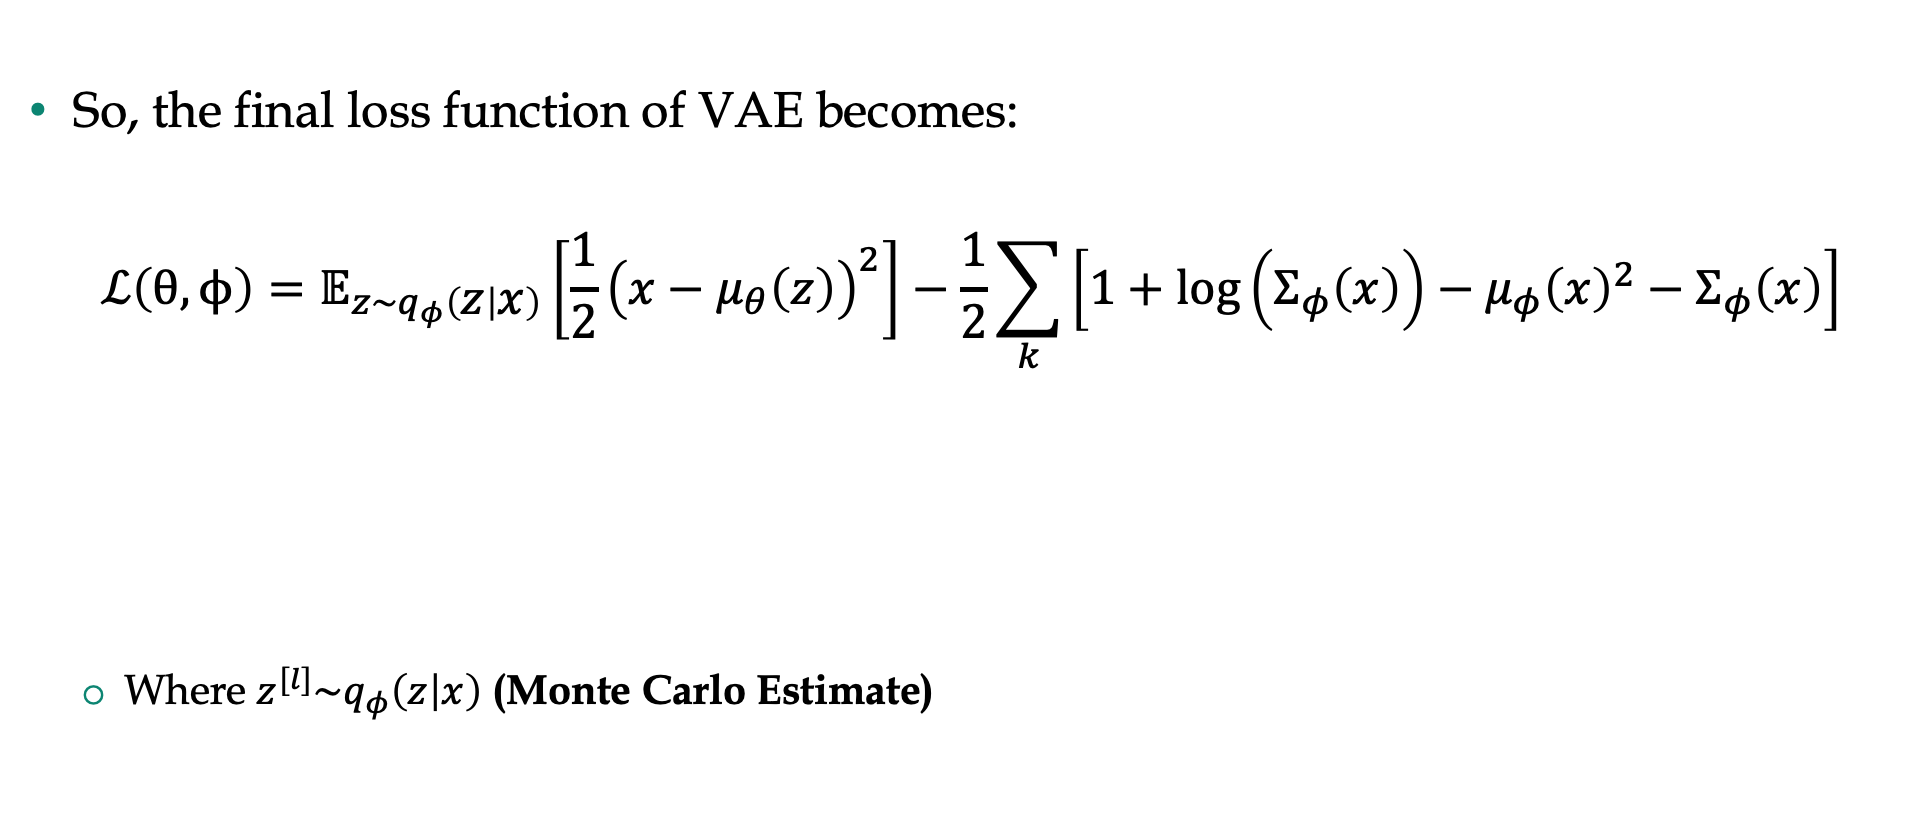 • So, the final loss function of VAE becomes:
ℒ(θ, ϕ) = 𝔼_{z~q_ϕ(z|x)} [1/2 (x − μ_θ(z))²] − 1/2 ∑_k [1 + log(Σ_ϕ(x)) − μ_ϕ(x)² − Σ_ϕ(x)]
○ Where z^{[l]}~q_ϕ(z|x) (Monte Carlo Estimate)